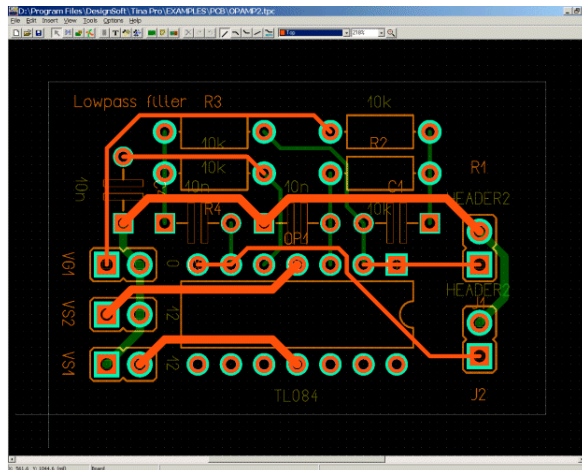 D:\Program Files\DesignSoft\Tina Pro\EXAMPLES\PCB\OPAMP2.tpc
File Edit Insert View Tools Options Help
Top
Lowpass filler
R3
10k
10k
R2
10k
R1
10n
10n
10n
C1
HEADER2
R4
10k
OP1
VG1
0
HEADER2
J1
VS2
12
VS1
12
TL084
J2
Board